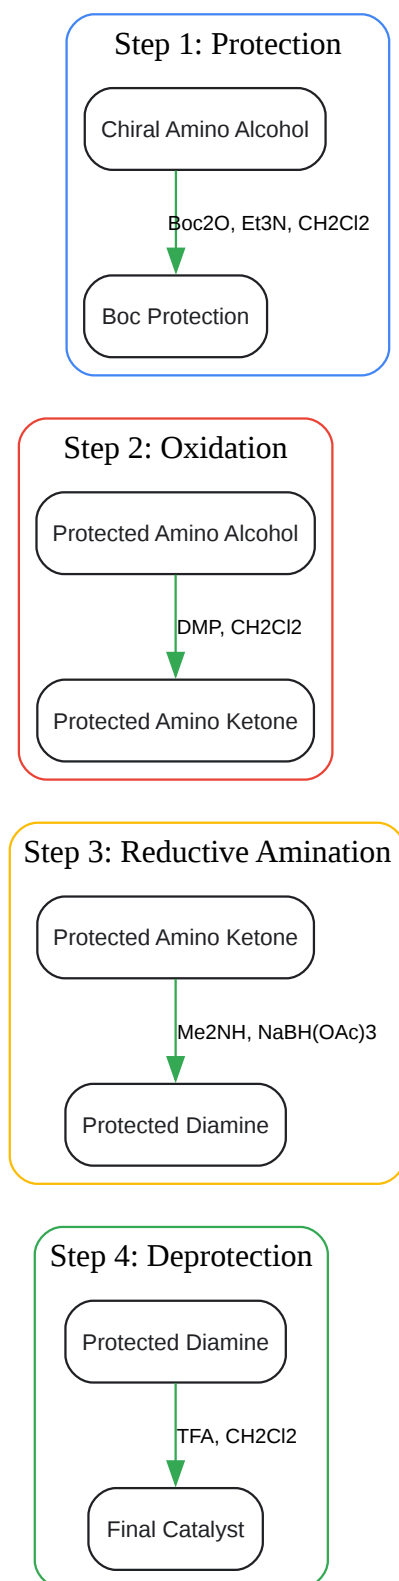 Step 1: Protection
Chiral Amino Alcohol
Boc2O, Et3N, CH2Cl2
Boc Protection
Step 2: Oxidation
Protected Amino Alcohol
DMP, CH2Cl2
Protected Amino Ketone
Step 3: Reductive Amination
Protected Amino Ketone
Me2NH, NaBH(OAc)3
Protected Diamine
Step 4: Deprotection
Protected Diamine
TFA, CH2Cl2
Final Catalyst